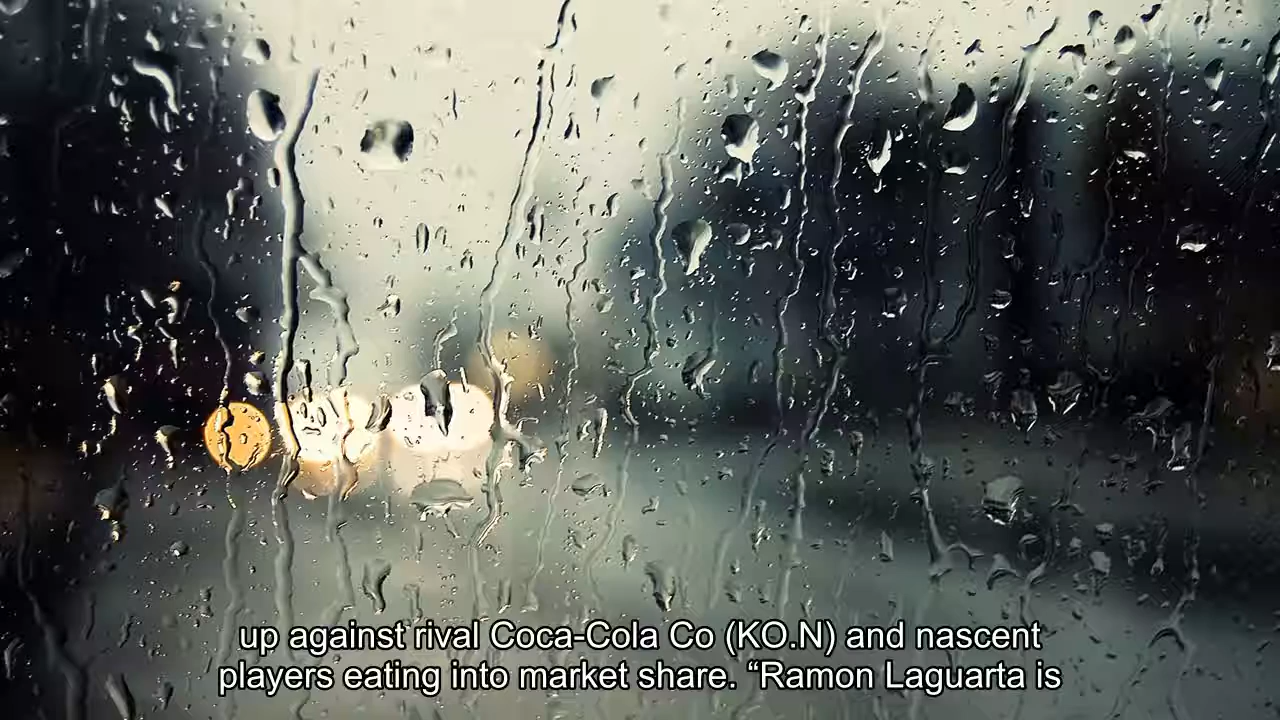 up against rival Coca-Cola Co (KO.N) and nascent
players eating into market share. “Ramon Laguarta is